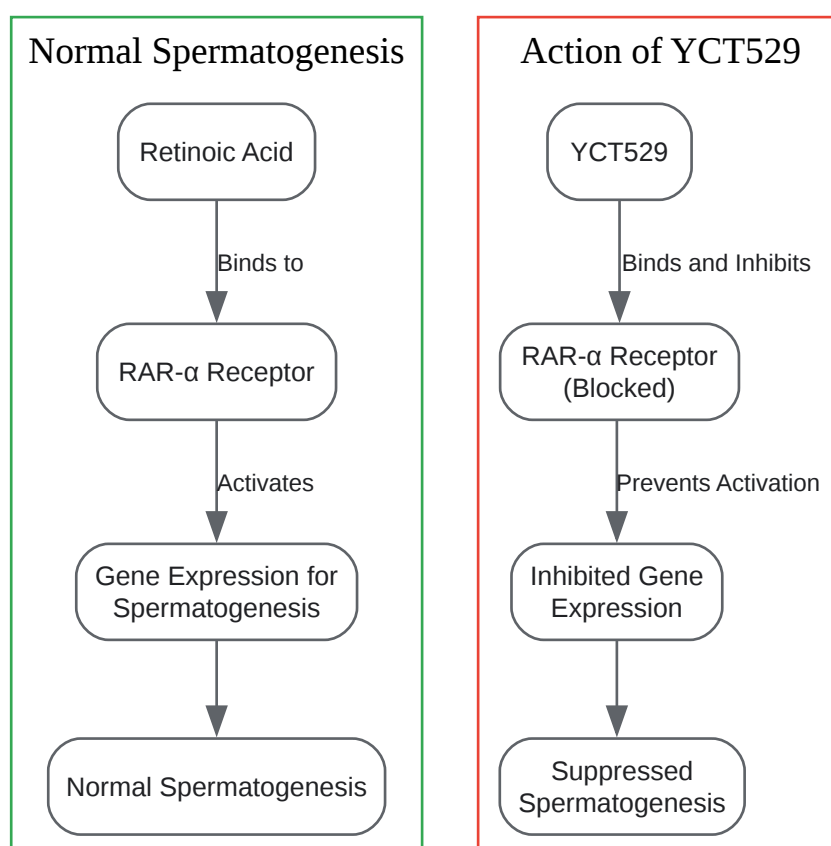 Normal Spermatogenesis
Retinoic Acid
Binds to
RAR-α Receptor
Activates
Gene Expression for
Spermatogenesis
Normal Spermatogenesis
Action of YCT529
YCT529
Binds and Inhibits
RAR-α Receptor
(Blocked)
Prevents Activation
Inhibited Gene
Expression
Suppressed
Spermatogenesis